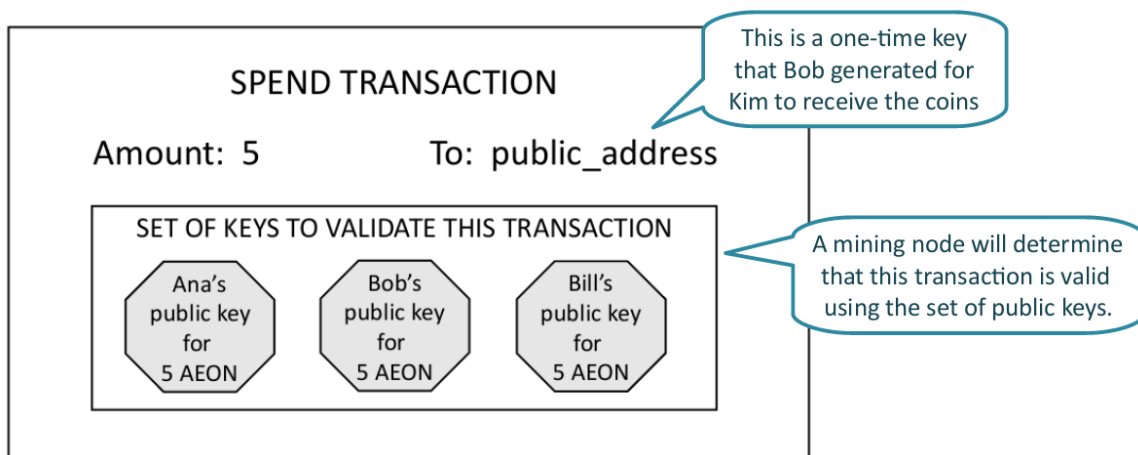 This is a one-time key
that Bob generated for
Kim to receive the coins
SPEND TRANSACTION
Amount: 5 To: public_address
SET OF KEYS TO VALIDATE THIS TRANSACTION
Ana's
public key
for
5 AEON
Bob's
public key
for
5 AEON
Bill's
public key
for
5 AEON
A mining node will determine
that this transaction is valid
using the set of public keys.